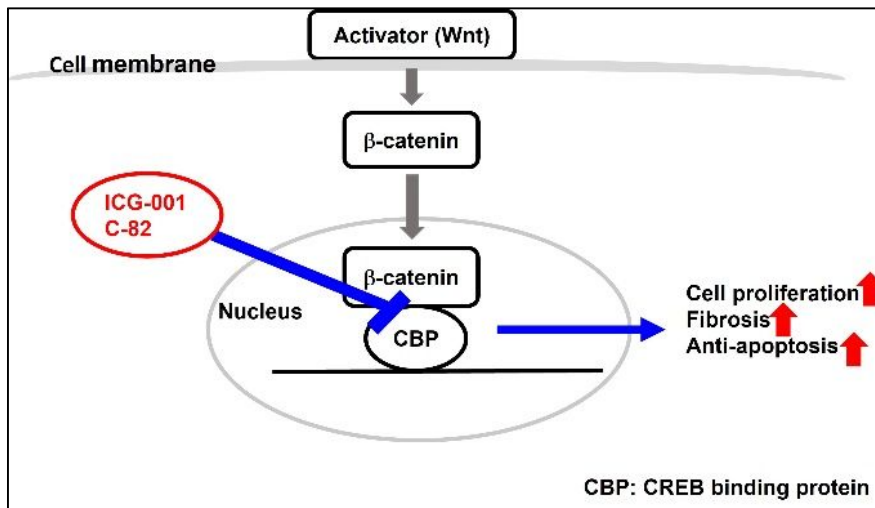 Activator (Wnt)
Cell membrane
β-catenin
ICG-001
C-82
β-catenin
Nucleus
CBP
Cell proliferation
Fibrosis
Anti-apoptosis
CBP: CREB binding protein